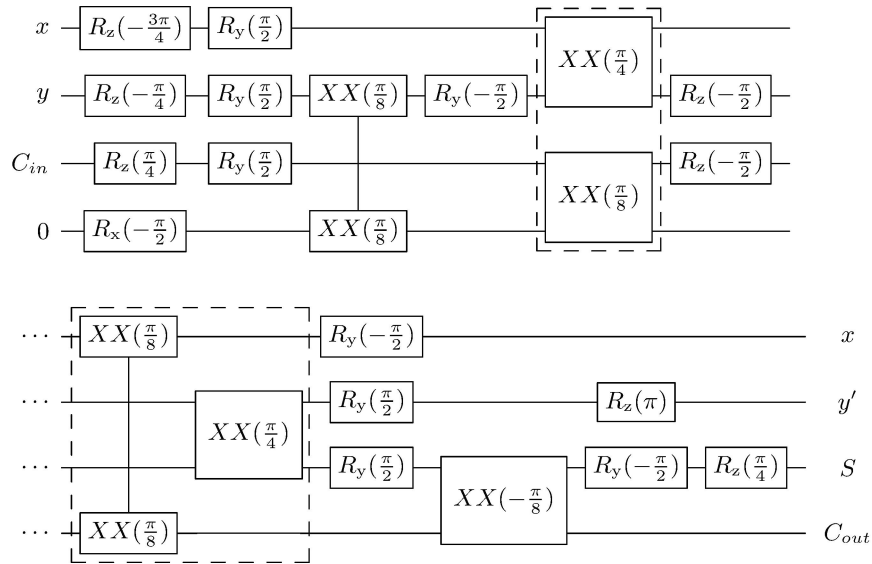 x R_z(-3π/4) R_y(π/2) XX(π/4)
y R_z(-π/4) R_y(π/2) XX(π/8) R_y(-π/2) R_z(-π/2)
C_in R_z(π/4) R_y(π/2) XX(π/8) R_z(-π/2)
0 R_x(-π/2) XX(π/8)
··· XX(π/8) R_y(-π/2) x
··· XX(π/4) R_y(π/2) R_z(π) y′
··· R_y(π/2) XX(-π/8) R_y(-π/2) R_z(π/4) S
··· XX(π/8) C_out